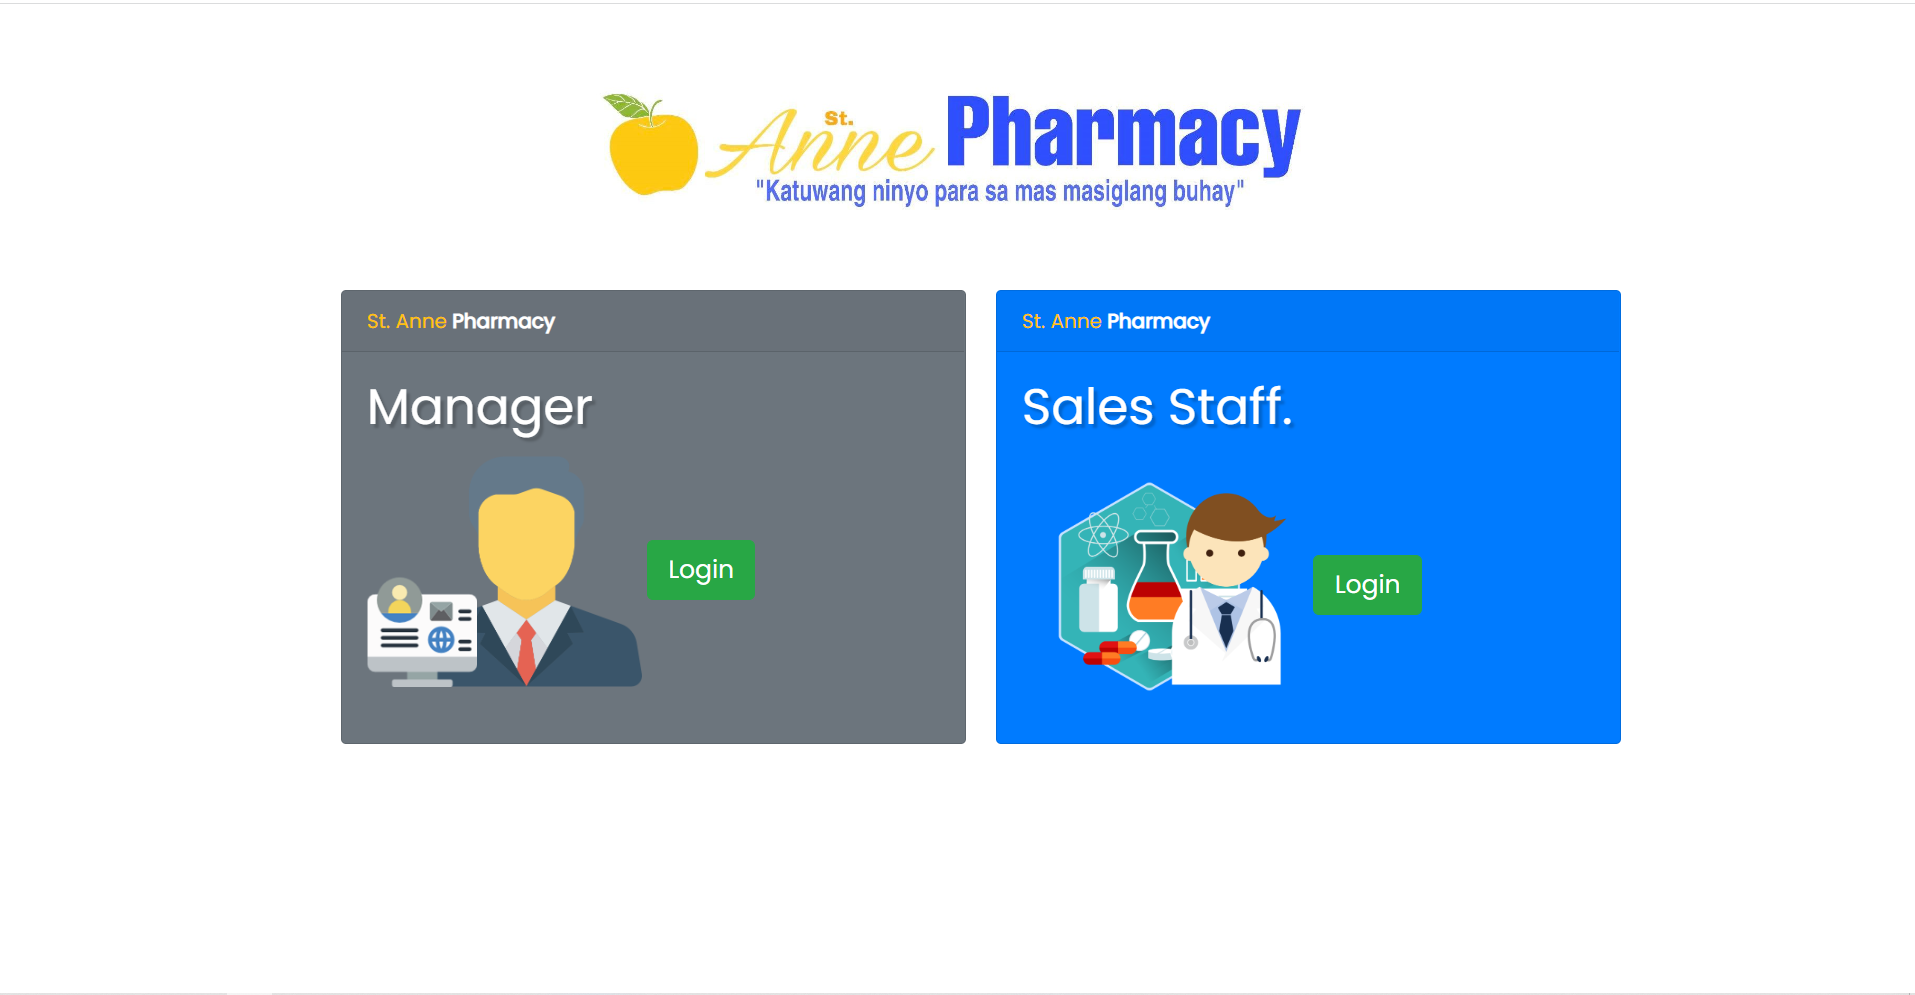 St. Anne Pharmacy
"Katuwang ninyo para sa mas masiglang buhay"
St. Anne Pharmacy
Manager
Login
St. Anne Pharmacy
Sales Staff.
Login